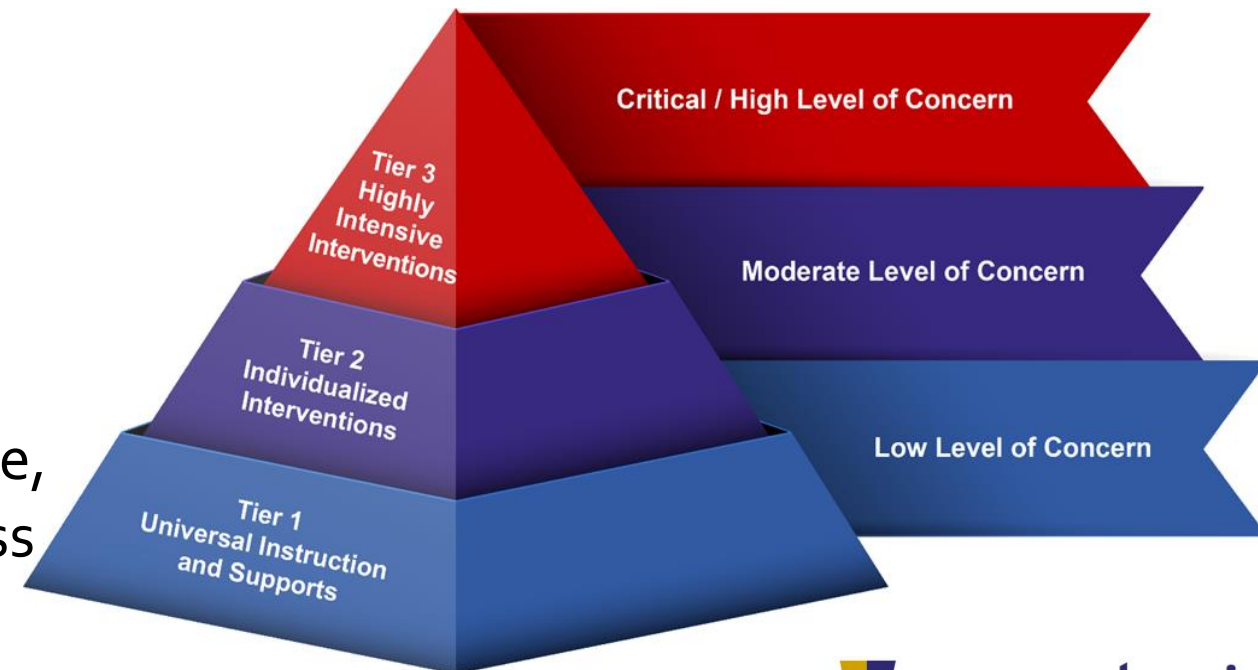 Critical / High Level of Concern
Tier 3
Highly
Intensive
Interventions
Moderate Level of Concern
Tier 2
Individualized
Interventions
Low Level of Concern
Tier 1
Universal Instruction
and Supports